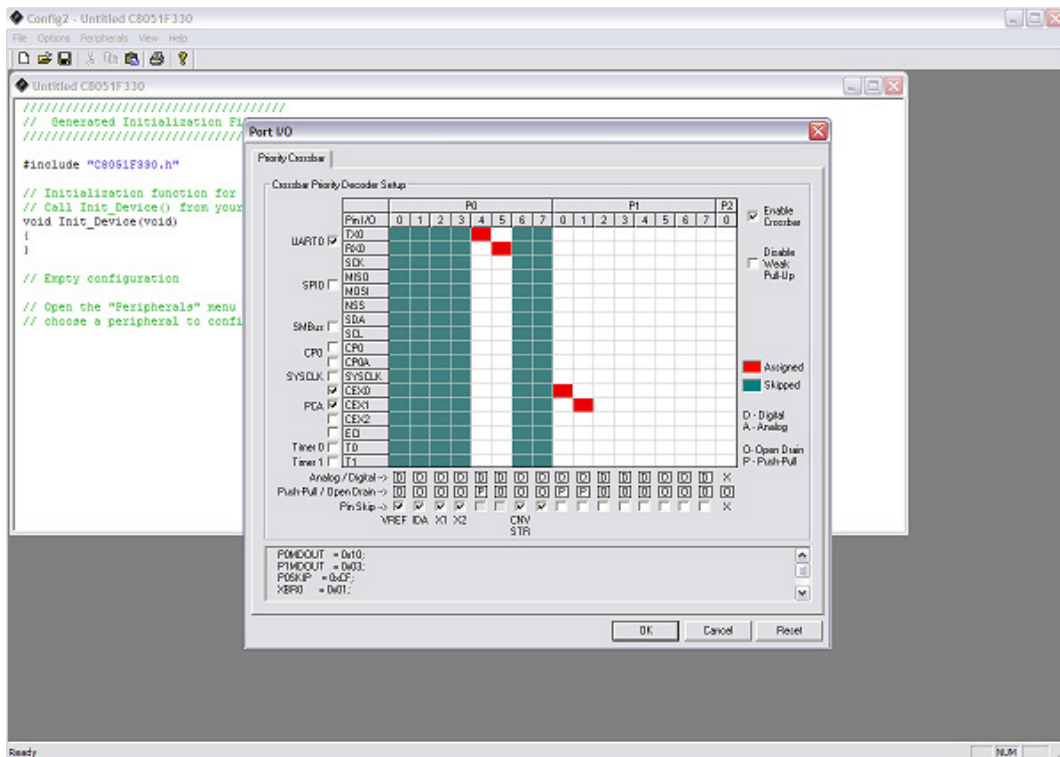 Config2 - Untitled C8051F330
File Options Peripherals View Help
Untitled C8051F330
//////////////////////////////////////
// Generated Initialization Fi
#include "C8051F330.h"
// Initialization function for
// Call Init_Device() from your
void Init_Device(void)
{
}
// Empty configuration
// Open the "Peripherals" menu
// choose a peripheral to confi
Port I/O
Priority Crossbar
Crossbar Priority Decoder Setup
P0 P1 P2
Pin I/O 0 1 2 3 4 5 6 7 0 1 2 3 4 5 6 7 0
UART0 TX0
RX0
SCK
SPI0 MISO
MOSI
NSS
SMBus SDA
SCL
CP0 CP0
CP0A
SYSCLK SYSCLK
CEX0
PCA CEX1
CEX2
ECI
Timer 0 T0
Timer 1 T1
Analog / Digital -> D D D D D D D D D D D D D D D D X
Push-Pull / Open Drain -> O O O O P O O O P P O O O O O O O
Pin Skip -> X
VREF IDA X1 X2 CNV
STR
Enable
Crossbar
Disable
Weak
Pull-Up
Assigned
Skipped
D - Digital
A - Analog
O- Open Drain
P - Push-Pull
P0MDOUT = 0x10;
P1MDOUT = 0x03;
P0SKIP = 0xCF;
XBR0 = 0x01;
OK Cancel Reset
Ready NUM